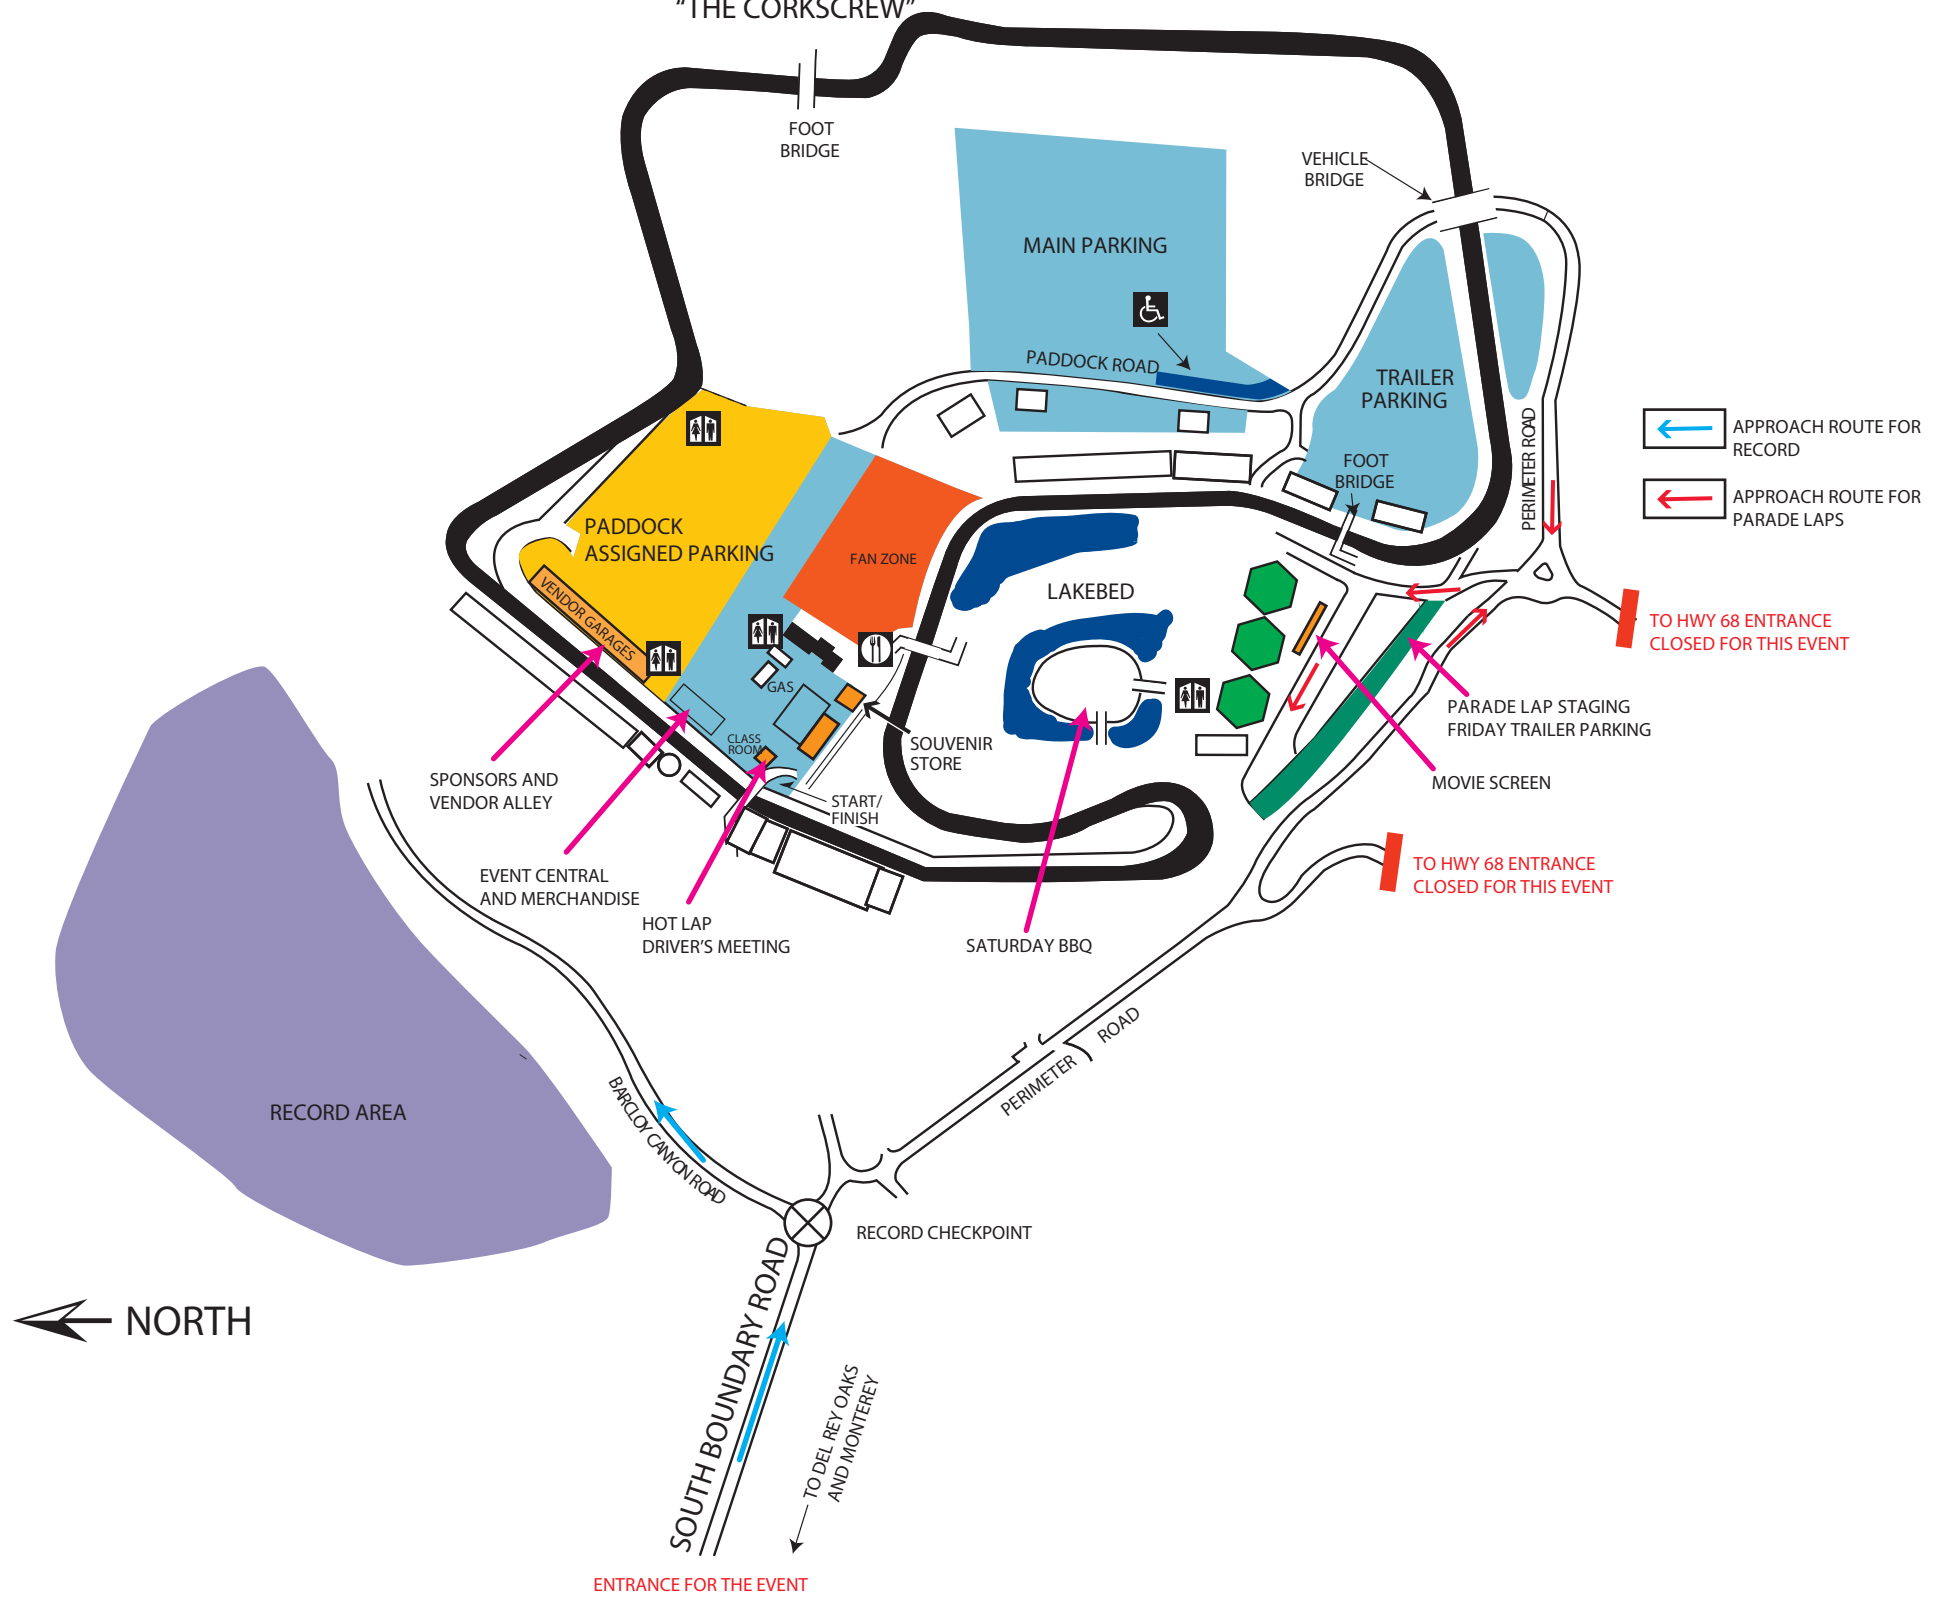 “THE CORKSCREW”
FOOT
BRIDGE
VEHICLE
BRIDGE
MAIN PARKING
PADDOCK ROAD
TRAILER
PARKING
PERIMETER ROAD
APPROACH ROUTE FOR
RECORD
FOOT
BRIDGE
APPROACH ROUTE FOR
PARADE LAPS
PADDOCK
ASSIGNED PARKING
FAN ZONE
LAKEBED
VENDOR GARAGES
TO HWY 68 ENTRANCE
CLOSED FOR THIS EVENT
GAS
CLASS
ROOM
SOUVENIR
STORE
PARADE LAP STAGING
FRIDAY TRAILER PARKING
SPONSORS AND
VENDOR ALLEY
MOVIE SCREEN
START/
FINISH
EVENT CENTRAL
AND MERCHANDISE
TO HWY 68 ENTRANCE
CLOSED FOR THIS EVENT
HOT LAP
DRIVER’S MEETING
SATURDAY BBQ
PERIMETER ROAD
RECORD AREA
BARCLOY CANYON ROAD
RECORD CHECKPOINT
NORTH
SOUTH BOUNDARY ROAD
TO DEL REY OAKS
AND MONTEREY
ENTRANCE FOR THE EVENT